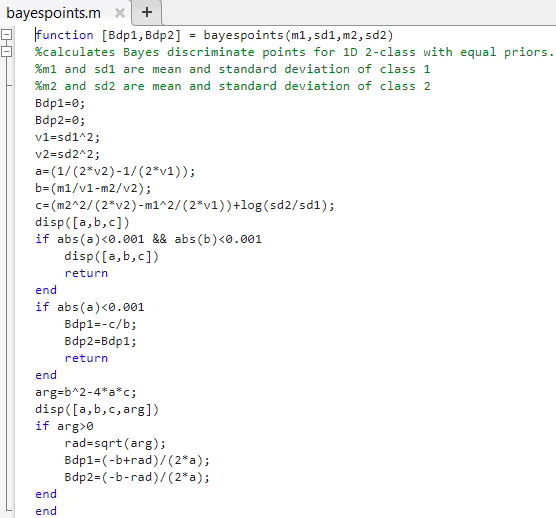 bayespoints.m × +
function [Bdp1,Bdp2] = bayespoints(m1,sd1,m2,sd2)
%calculates Bayes discriminate points for 1D 2-class with equal priors.
%m1 and sd1 are mean and standard deviation of class 1
%m2 and sd2 are mean and standard deviation of class 2
Bdp1=0;
Bdp2=0;
v1=sd1^2;
v2=sd2^2;
a=(1/(2*v2)-1/(2*v1));
b=(m1/v1-m2/v2);
c=(m2^2/(2*v2)-m1^2/(2*v1))+log(sd2/sd1);
disp([a,b,c])
if abs(a)<0.001 && abs(b)<0.001
    disp([a,b,c])
    return
end
if abs(a)<0.001
    Bdp1=-c/b;
    Bdp2=Bdp1;
    return
end
arg=b^2-4*a*c;
disp([a,b,c,arg])
if arg>0
    rad=sqrt(arg);
    Bdp1=(-b+rad)/(2*a);
    Bdp2=(-b-rad)/(2*a);
end
end